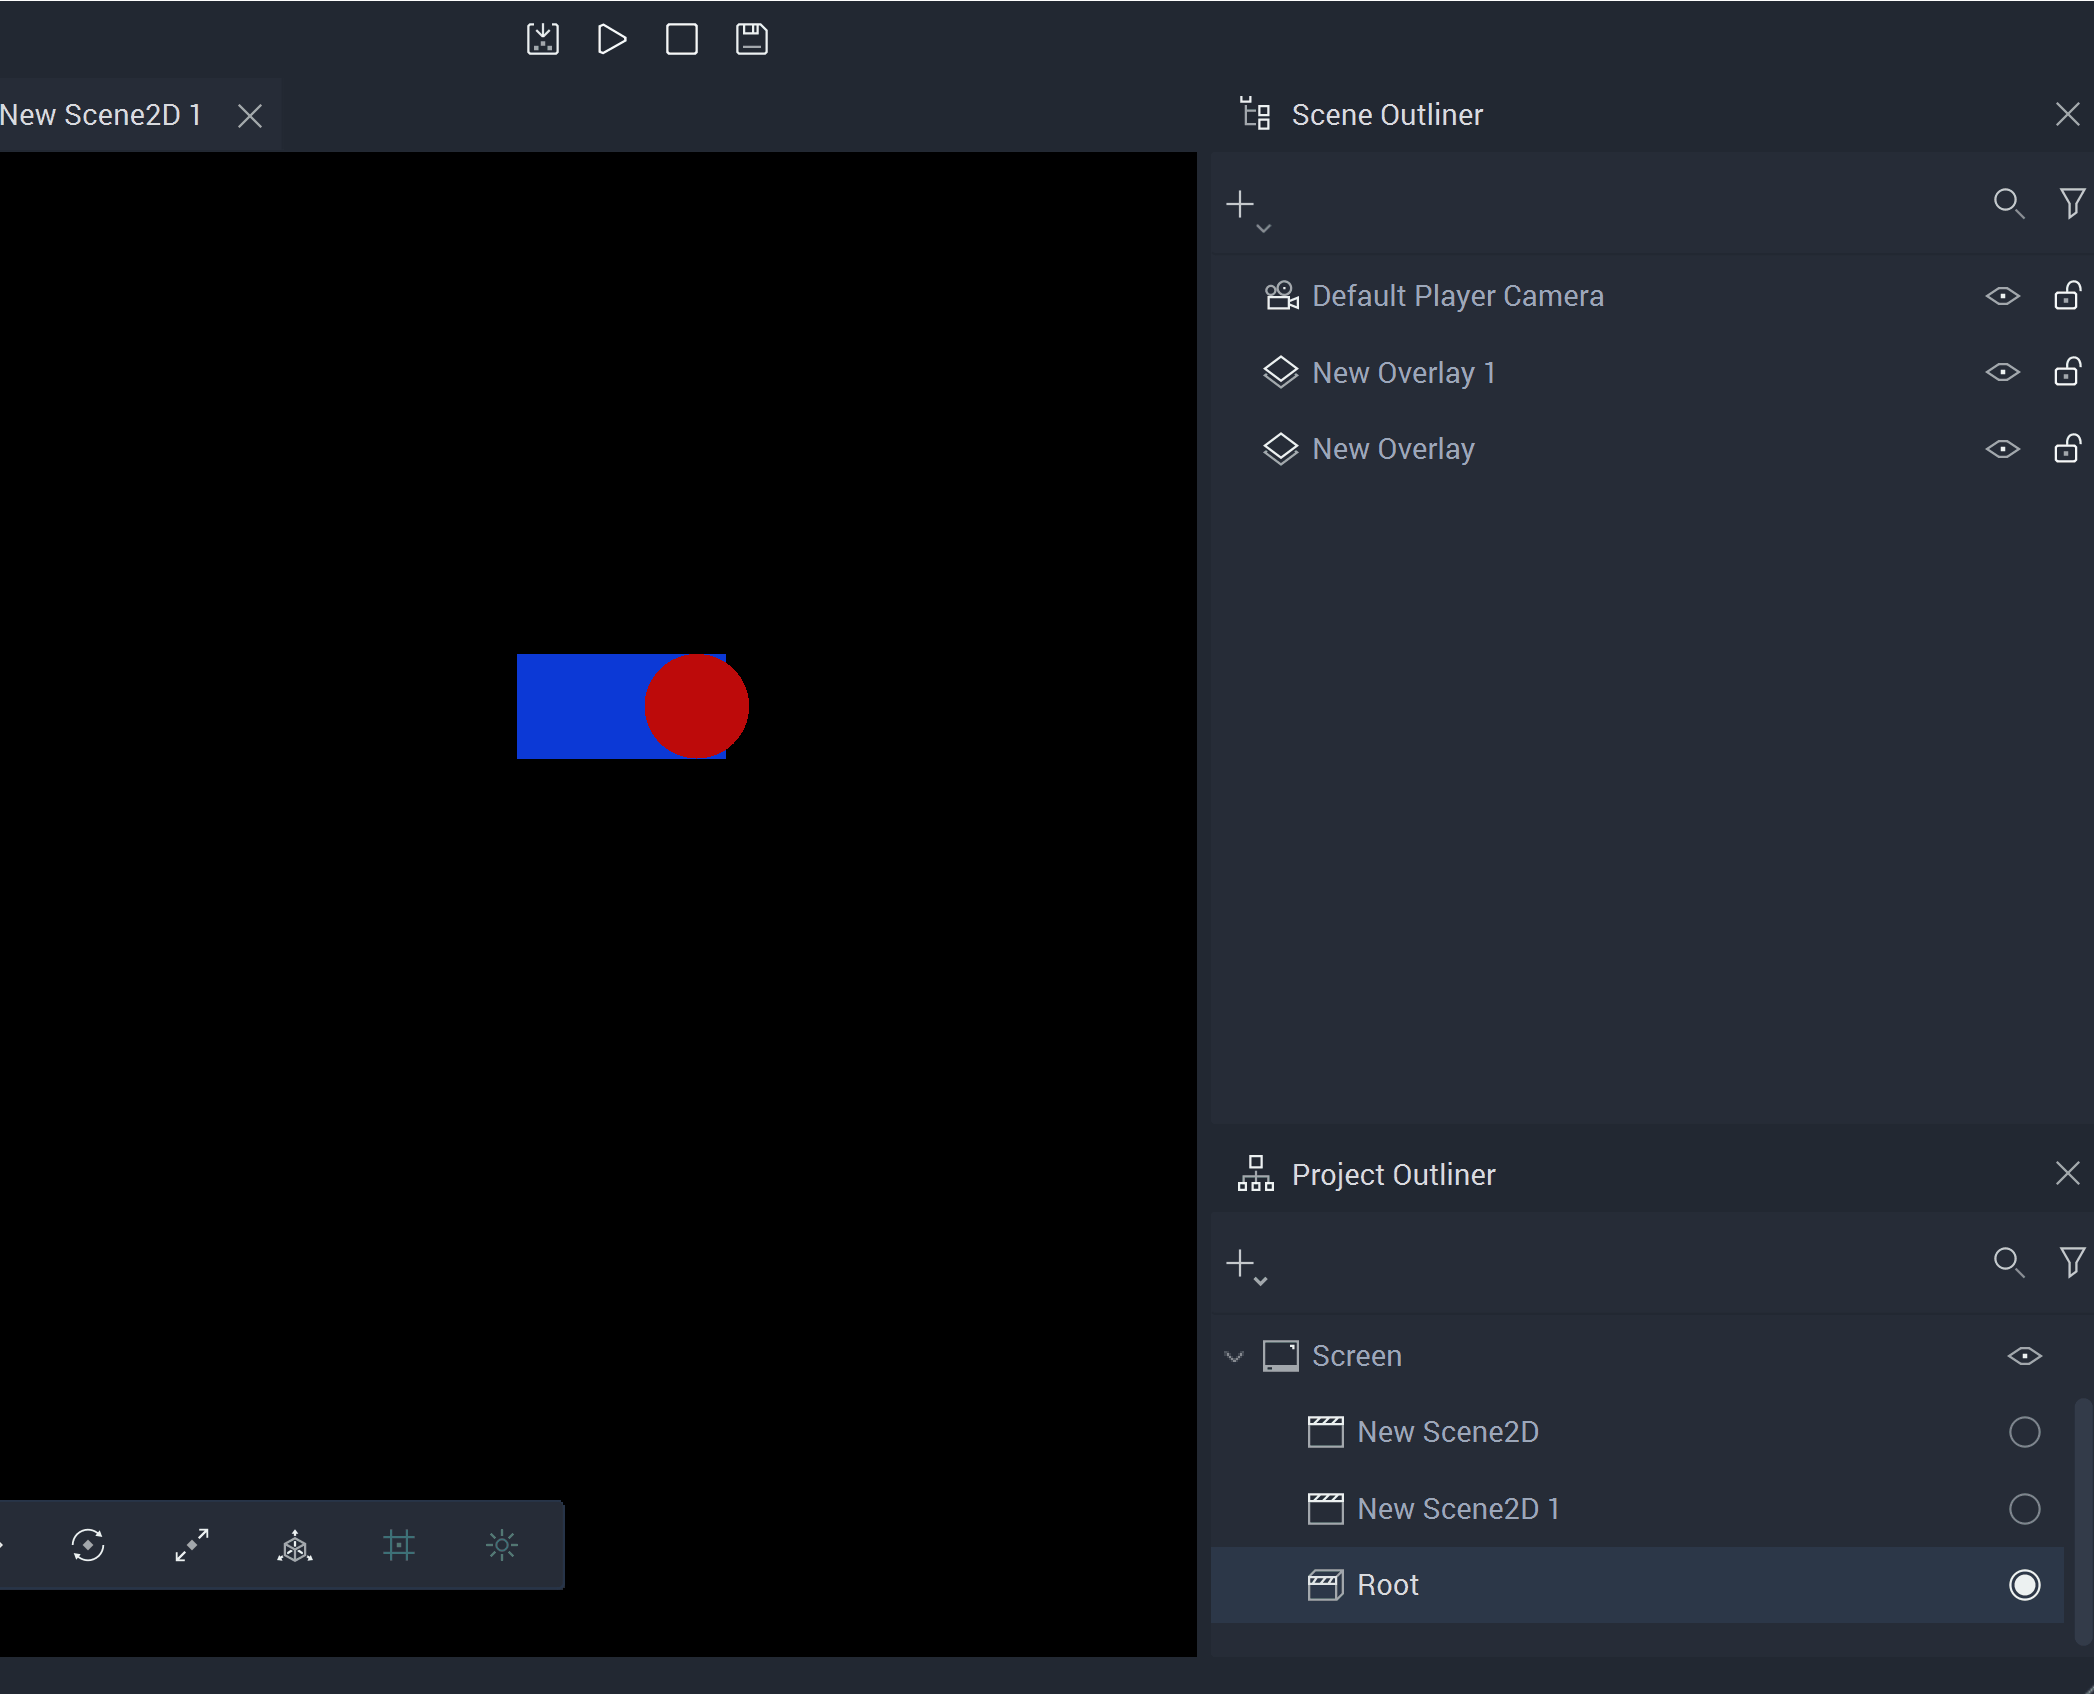 New Scene2D 1
Scene Outliner
Default Player Camera
New Overlay 1
New Overlay
Project Outliner
Screen
New Scene2D
New Scene2D 1
Root